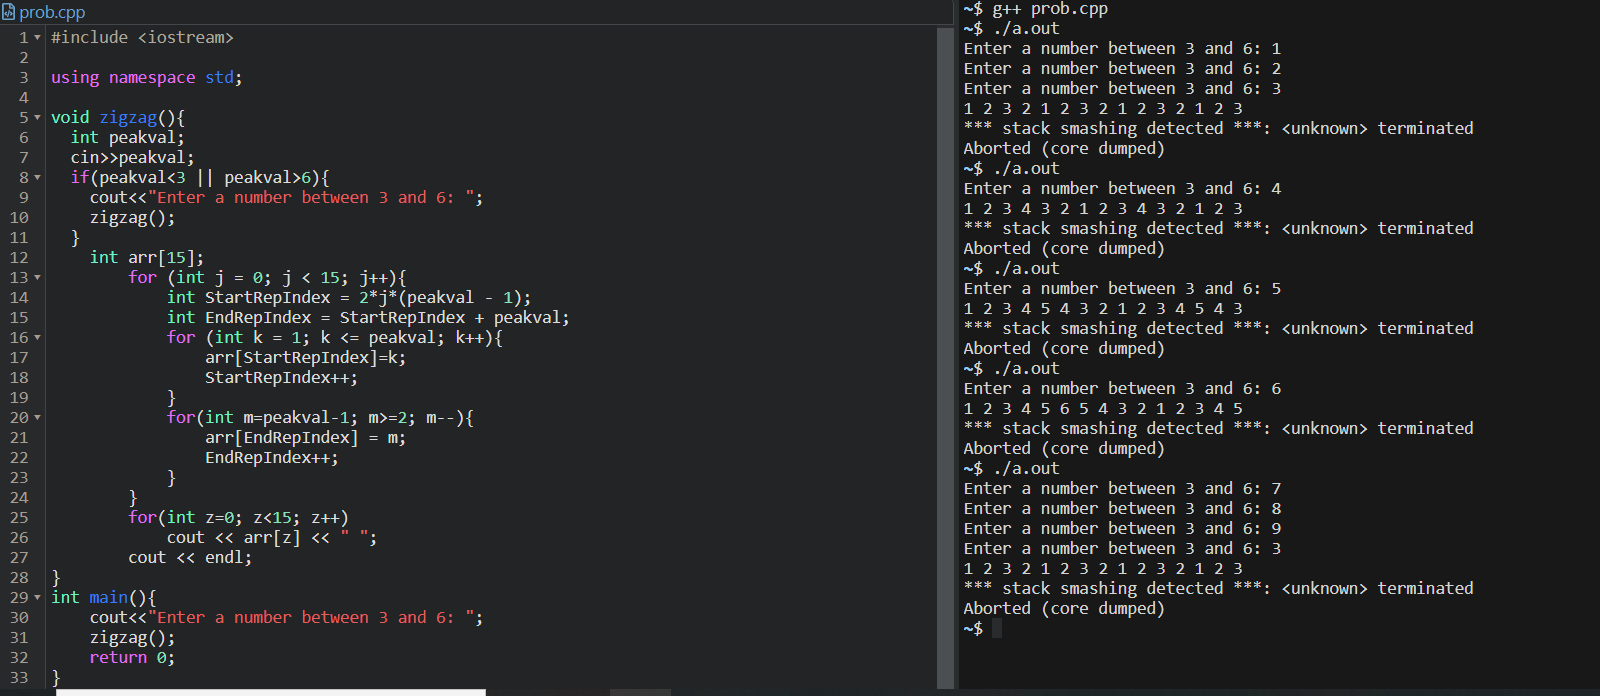 prob.cpp
1 #include <iostream>
2
3 using namespace std;
4
5 void zigzag(){
6   int peakval;
7   cin>>peakval;
8   if(peakval<3 || peakval>6){
9     cout<<"Enter a number between 3 and 6: ";
10     zigzag();
11   }
12     int arr[15];
13         for (int j = 0; j < 15; j++){
14             int StartRepIndex = 2*j*(peakval - 1);
15             int EndRepIndex = StartRepIndex + peakval;
16             for (int k = 1; k <= peakval; k++){
17                 arr[StartRepIndex]=k;
18                 StartRepIndex++;
19             }
20             for(int m=peakval-1; m>=2; m--){
21                 arr[EndRepIndex] = m;
22                 EndRepIndex++;
23             }
24         }
25         for(int z=0; z<15; z++)
26             cout << arr[z] << " ";
27         cout << endl;
28 }
29 int main(){
30     cout<<"Enter a number between 3 and 6: ";
31     zigzag();
32     return 0;
33 }
~$ g++ prob.cpp
~$ ./a.out
Enter a number between 3 and 6: 1
Enter a number between 3 and 6: 2
Enter a number between 3 and 6: 3
1 2 3 2 1 2 3 2 1 2 3 2 1 2 3
*** stack smashing detected ***: <unknown> terminated
Aborted (core dumped)
~$ ./a.out
Enter a number between 3 and 6: 4
1 2 3 4 3 2 1 2 3 4 3 2 1 2 3
*** stack smashing detected ***: <unknown> terminated
Aborted (core dumped)
~$ ./a.out
Enter a number between 3 and 6: 5
1 2 3 4 5 4 3 2 1 2 3 4 5 4 3
*** stack smashing detected ***: <unknown> terminated
Aborted (core dumped)
~$ ./a.out
Enter a number between 3 and 6: 6
1 2 3 4 5 6 5 4 3 2 1 2 3 4 5
*** stack smashing detected ***: <unknown> terminated
Aborted (core dumped)
~$ ./a.out
Enter a number between 3 and 6: 7
Enter a number between 3 and 6: 8
Enter a number between 3 and 6: 9
Enter a number between 3 and 6: 3
1 2 3 2 1 2 3 2 1 2 3 2 1 2 3
*** stack smashing detected ***: <unknown> terminated
Aborted (core dumped)
~$